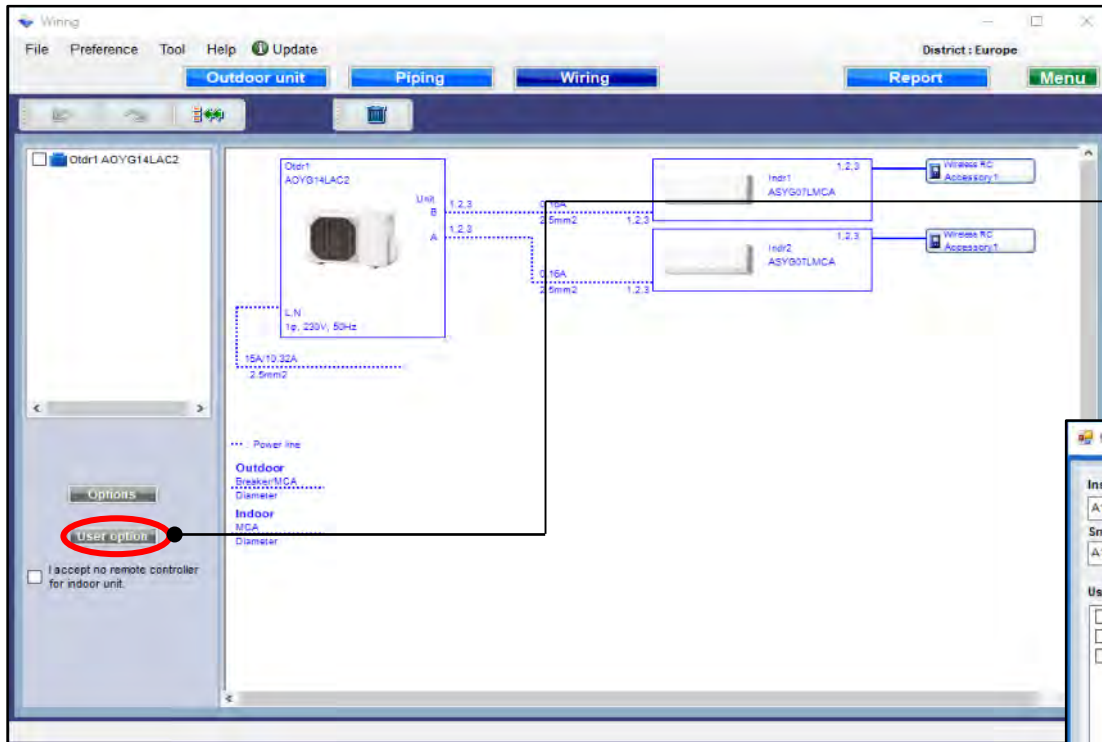 Wiring
File Preference Tool Help Update
District : Europe
Outdoor unit Piping Wiring Report Menu
Otdr1 AOYG14LAC2
Otdr1
AOYG14LAC2
Unit
B
A
1,2,3
1,2,3
L,N
1φ, 230V, 50Hz
15A/10.32A
2.5mm2
0.16A
2.5mm2 1,2,3
0.16A
2.5mm2 1,2,3
1,2,3
Indr1
ASYG07LMCA
1,2,3
Indr2
ASYG07LMCA
Wireless RC
Accessory1
Wireless RC
Accessory1
: Power line
Outdoor
Breaker/MCA
Diameter
Indoor
MCA
Diameter
Options
User option
I accept no remote controller
for indoor unit.